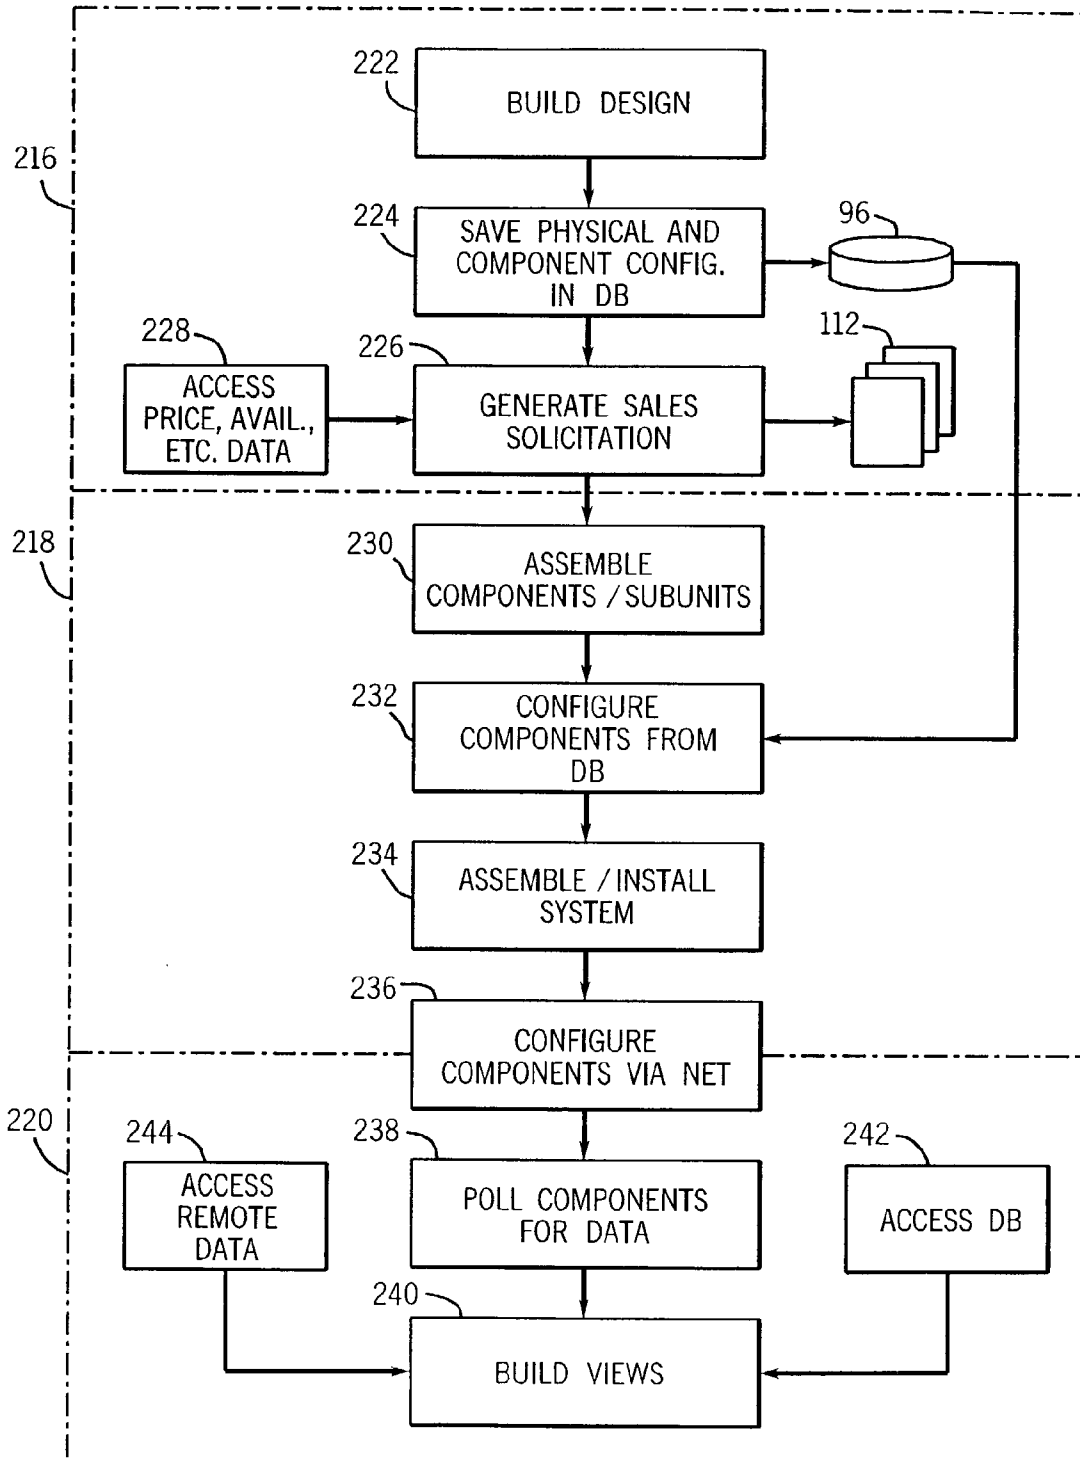 222
BUILD DESIGN
216
224
SAVE PHYSICAL AND
COMPONENT CONFIG.
IN DB
96
228
ACCESS
PRICE, AVAIL.,
ETC. DATA
226
GENERATE SALES
SOLICITATION
112
218
230
ASSEMBLE
COMPONENTS / SUBUNITS
232
CONFIGURE
COMPONENTS FROM
DB
234
ASSEMBLE / INSTALL
SYSTEM
236
CONFIGURE
COMPONENTS VIA NET
220
244
ACCESS
REMOTE
DATA
238
POLL COMPONENTS
FOR DATA
242
ACCESS DB
240
BUILD VIEWS